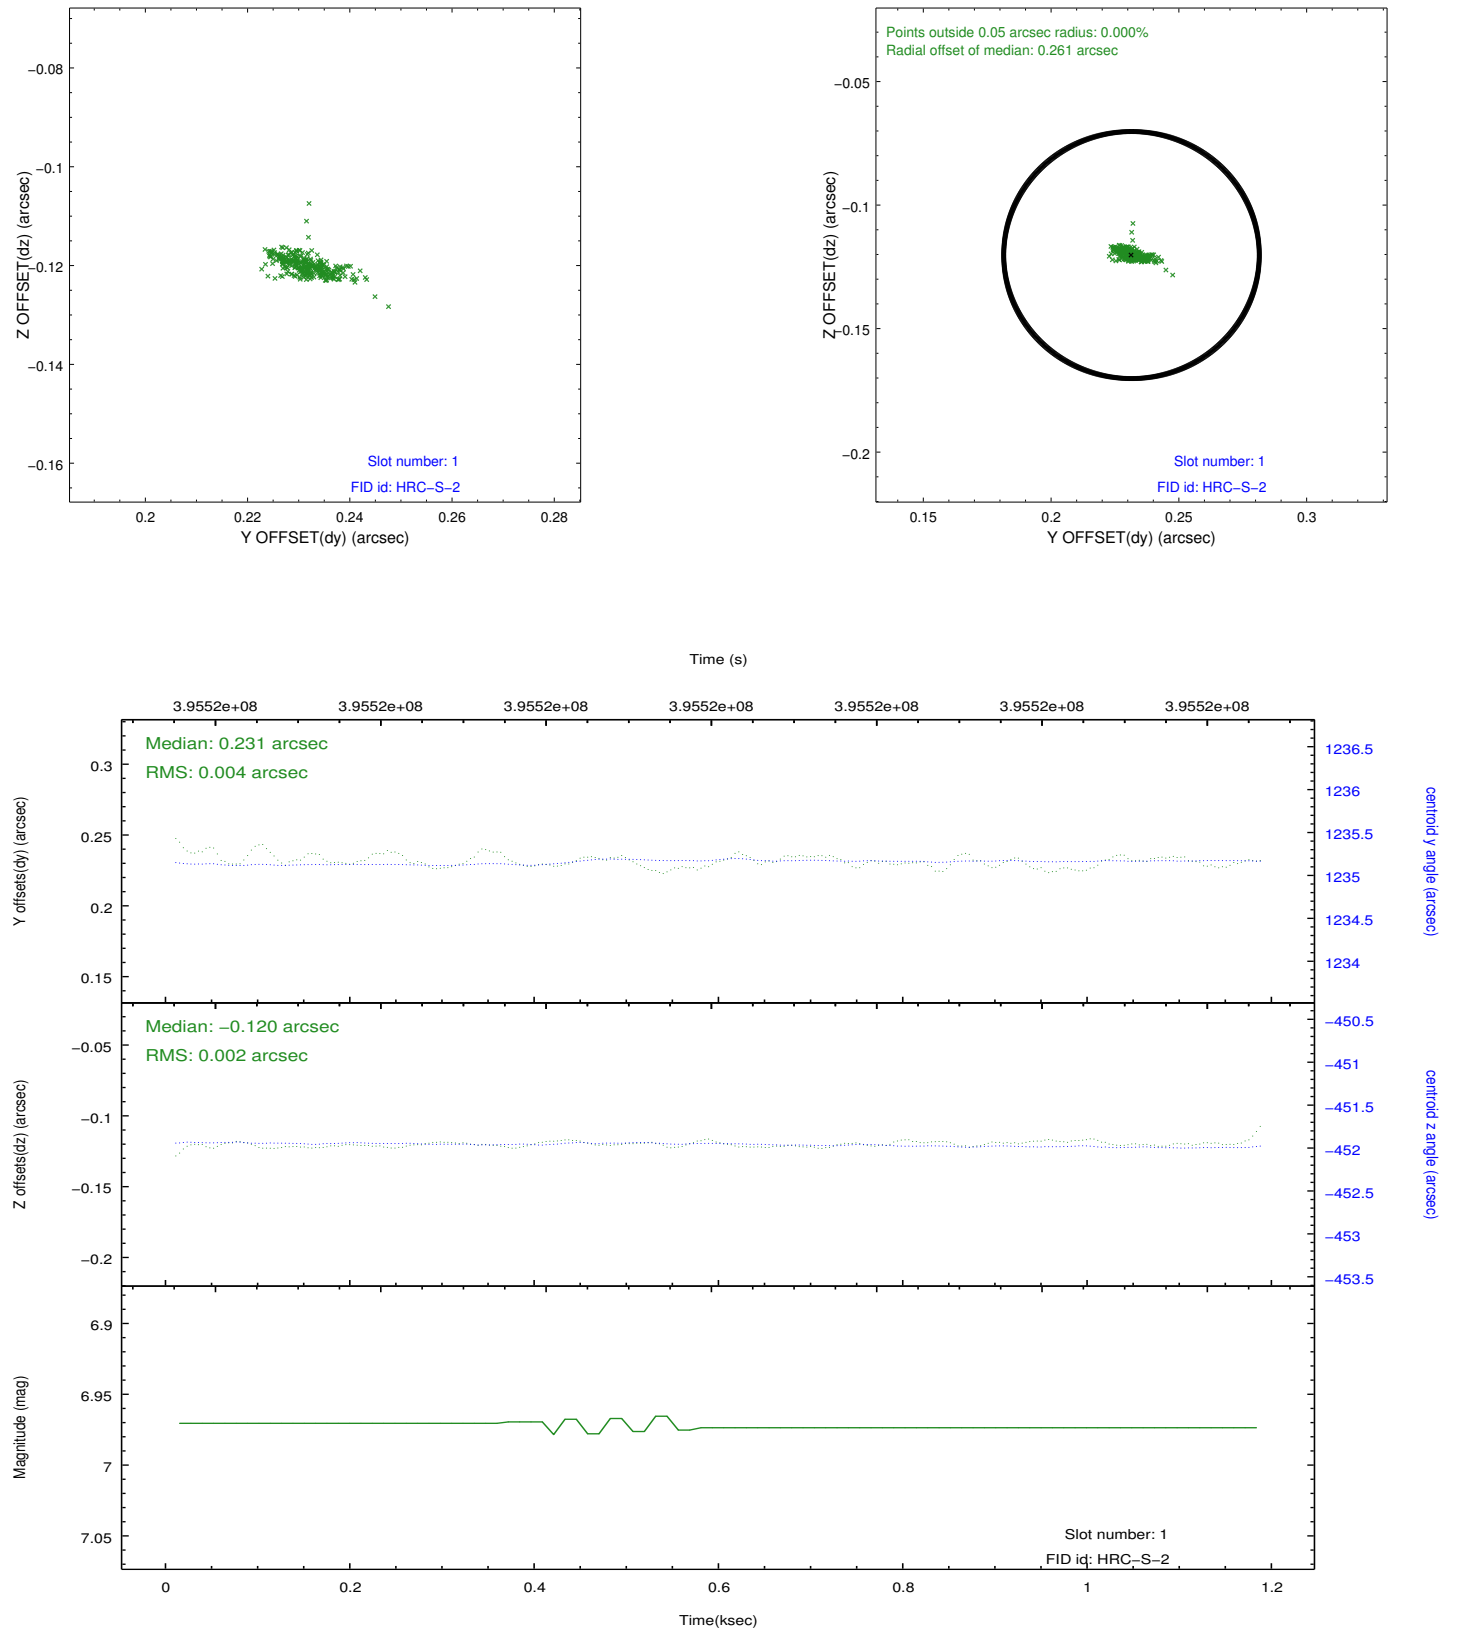 −0.08
−0.1
−0.12
−0.14
−0.16
Z OFFSET(dz) (arcsec)
Slot number: 1
FID id: HRC−S−2
0.2 0.22 0.24 0.26 0.28
Y OFFSET(dy) (arcsec)
Points outside 0.05 arcsec radius: 0.000%
Radial offset of median: 0.261 arcsec
−0.05
−0.1
−0.15
−0.2
Z OFFSET(dz) (arcsec)
Slot number: 1
FID id: HRC−S−2
0.15 0.2 0.25 0.3
Y OFFSET(dy) (arcsec)
Time (s)
3.9552e+08 3.9552e+08 3.9552e+08 3.9552e+08 3.9552e+08 3.9552e+08 3.9552e+08
Median: 0.231 arcsec
RMS: 0.004 arcsec
0.3
0.25
0.2
0.15
Y offsets(dy) (arcsec)
1236.5
1236
1235.5
1235
1234.5
1234
centroid y angle (arcsec)
Median: −0.120 arcsec
RMS: 0.002 arcsec
−0.05
−0.1
−0.15
−0.2
Z offsets(dz) (arcsec)
−450.5
−451
−451.5
−452
−452.5
−453
−453.5
centroid z angle (arcsec)
6.9
6.95
7
7.05
Magnitude (mag)
Slot number: 1
FID id: HRC−S−2
0 0.2 0.4 0.6 0.8 1 1.2
Time(ksec)